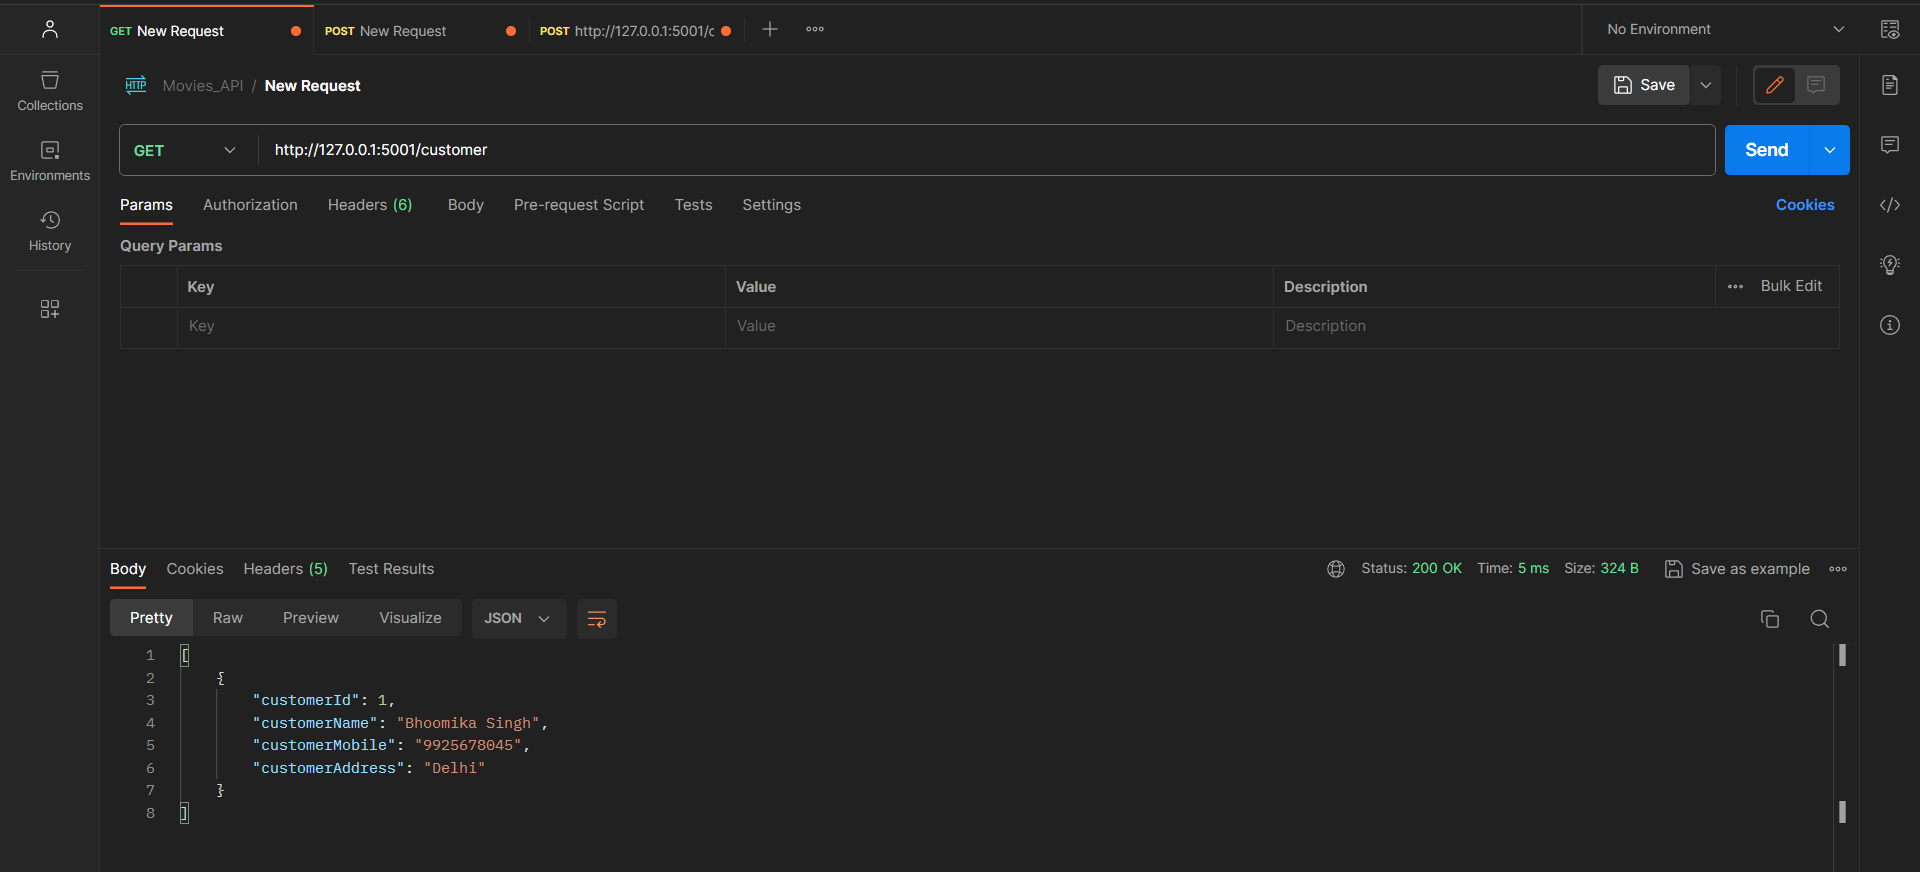 GET New Request
POST New Request
POST http://127.0.0.1:5001/c
No Environment
Collections
Environments
History
HTTP Movies_API / New Request
Save
GET http://127.0.0.1:5001/customer
Send
Params Authorization Headers (6) Body Pre-request Script Tests Settings Cookies
Query Params
Key Value Description Bulk Edit
Key Value Description
Body Cookies Headers (5) Test Results Status: 200 OK Time: 5 ms Size: 324 B Save as example
Pretty Raw Preview Visualize JSON
1 [
2 {
3 "customerId": 1,
4 "customerName": "Bhoomika Singh",
5 "customerMobile": "9925678045",
6 "customerAddress": "Delhi"
7 }
8 ]